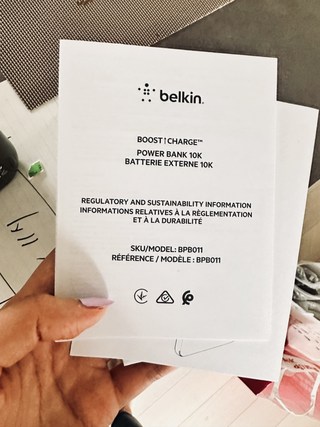 belkin.
BOOST↑CHARGE™
POWER BANK 10K
BATTERIE EXTERNE 10K
REGULATORY AND SUSTAINABILITY INFORMATION
INFORMATIONS RELATIVES À LA RÈGLEMENTATION
ET À LA DURABILITÉ
SKU/MODEL: BPB011
RÉFÉRENCE / MODÈLE : BPB011